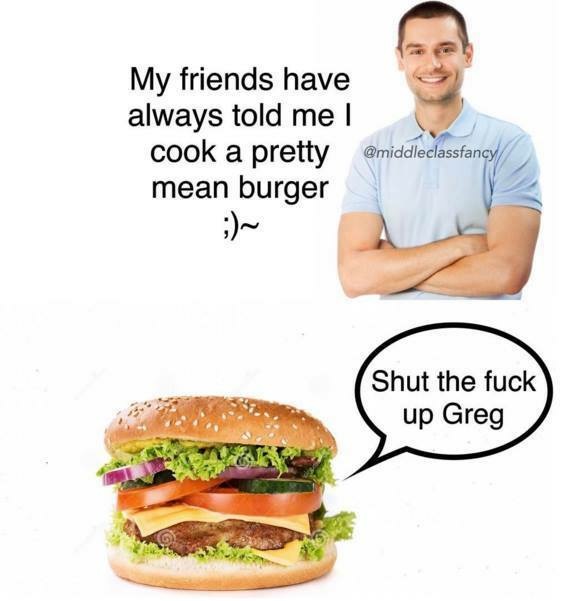 My friends have
always told me I
cook a pretty
mean burger
;)~
@middleclassfancy
Shut the fuck
up Greg